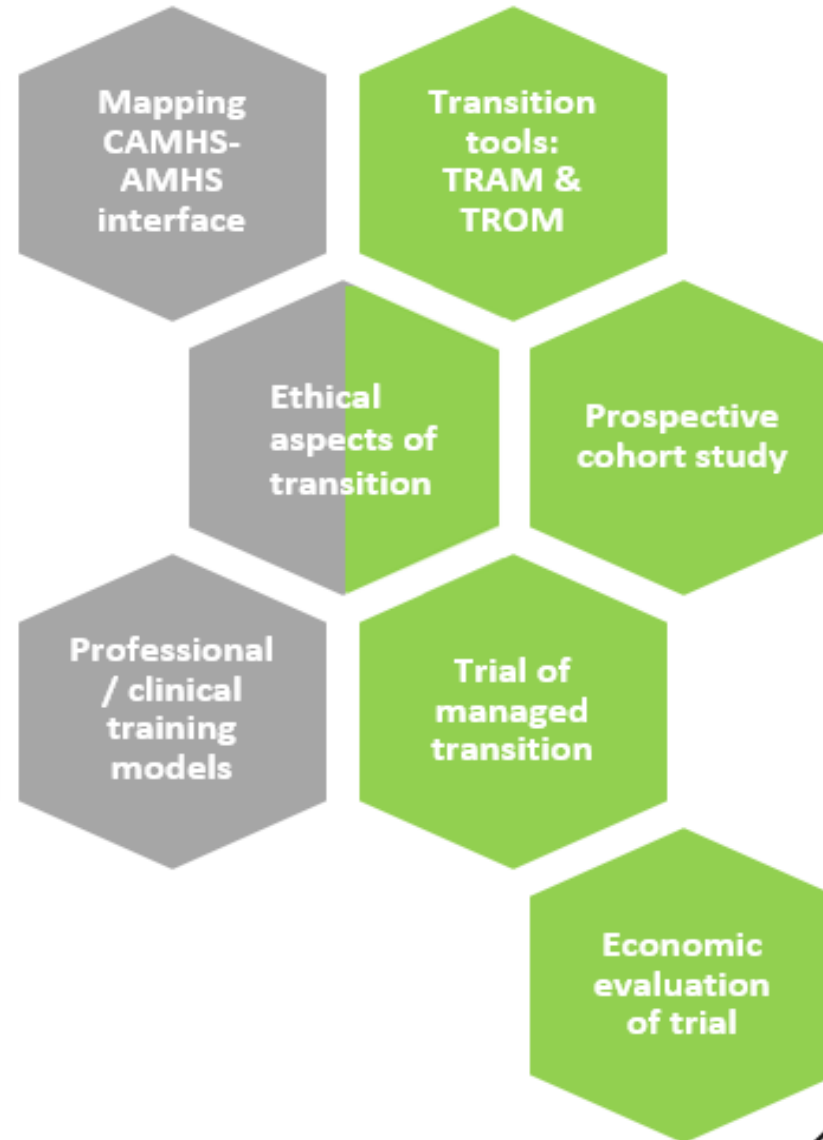 Mapping
CAMHS-
AMHS
interface
Transition
tools:
TRAM &
TROM
Ethical
aspects of
transition
Prospective
cohort study
Professional
/ clinical
training
models
Trial of
managed
transition
Economic
evaluation
of trial